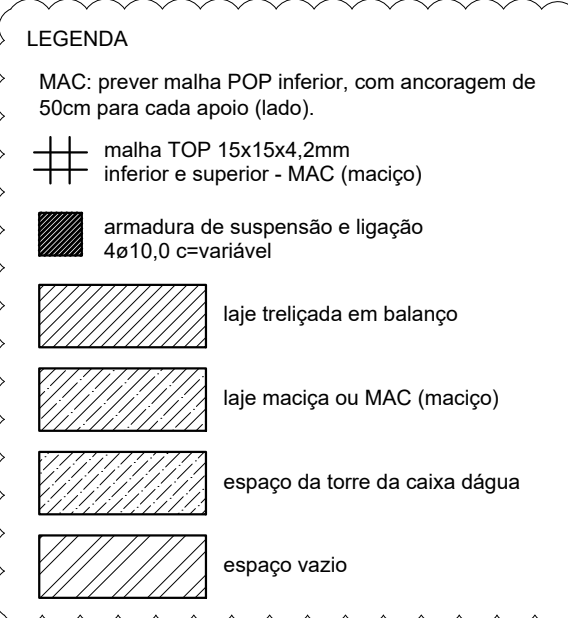 LEGENDA
MAC: prever malha POP inferior, com ancoragem de
50cm para cada apoio (lado).
malha TOP 15x15x4,2mm
inferior e superior - MAC (maciço)
armadura de suspensão e ligação
4ø10,0 c=variável
laje treliçada em balanço
laje maciça ou MAC (maciço)
espaço da torre da caixa dágua
espaço vazio